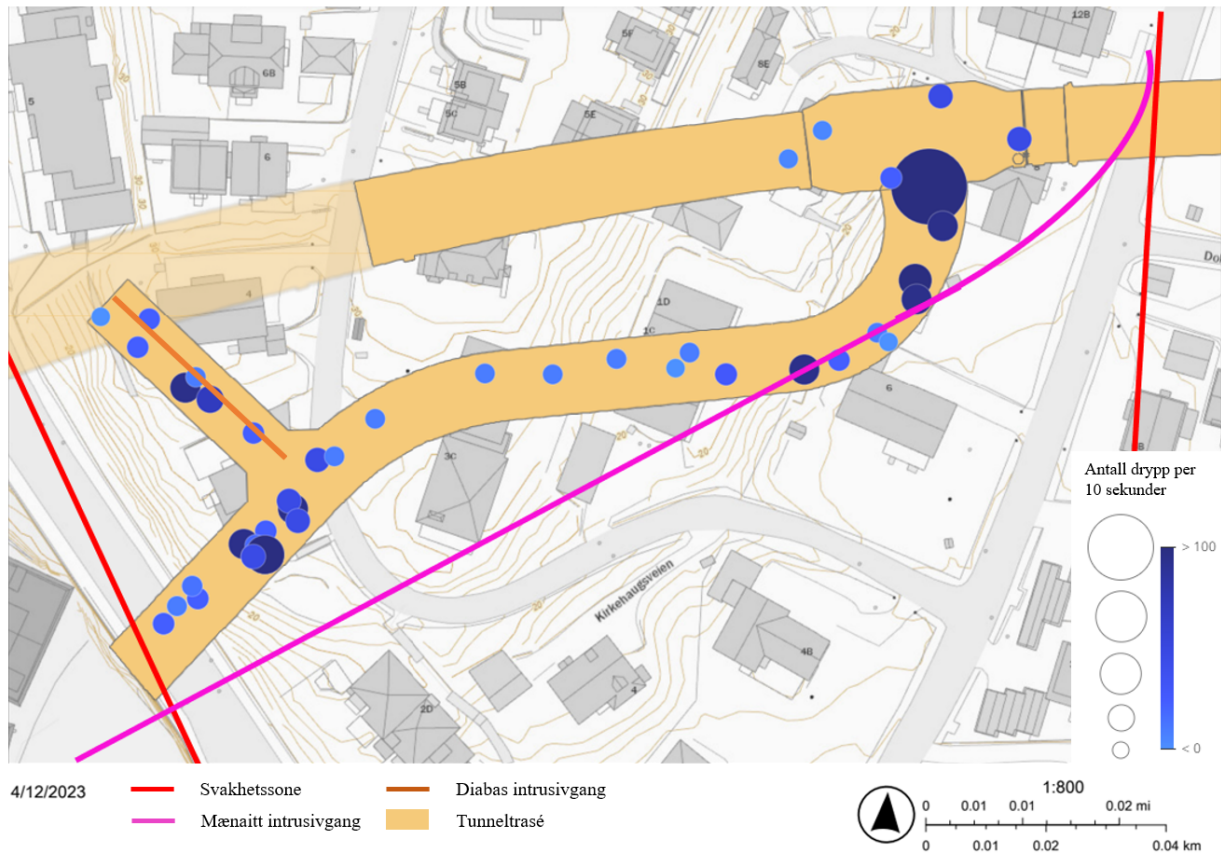 12B
5F
6B
8E
5B
5
5C
5E
6
8
4
1D
1C
Dol
6
3C
Kirkehaugsveien
4B
4
2D
Antall drypp per
10 sekunder
> 100
< 0
4/12/2023
Svakhetssone
Diabas intrusivgang
Mænaitt intrusivgang
Tunneltrasé
1:800
0 0.01 0.01 0.02 mi
0 0.01 0.02 0.04 km